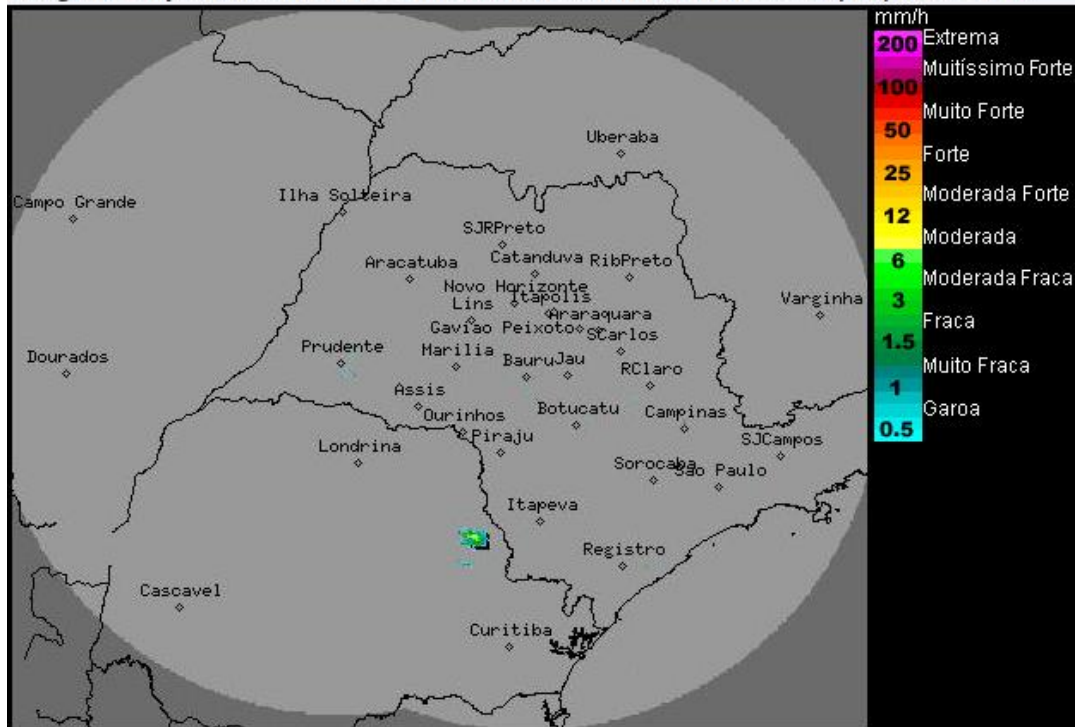 mm/h
200 Extrema
Muitíssimo Forte
100
Muito Forte
50
Forte
25
Moderada Forte
12
Moderada
6
Moderada Fraca
3
Fraca
1.5
Muito Fraca
1
Garoa
0.5
Uberaba
Campo Grande
Ilha Solteira
SJRPreto
Catanduva
RibPreto
Aracatuba
Novo Horizonte
Itapolis
Lins
Araraquara
Varginha
Gaviao Peixoto
SCarlos
Prudente
Marilia
Dourados
Bauru
Jau
RClaro
Assis
Ourinhos
Botucatu
Campinas
Piraju
Londrina
SJCampos
Sorocaba
Sao Paulo
Itapeva
Registro
Cascavel
Curitiba